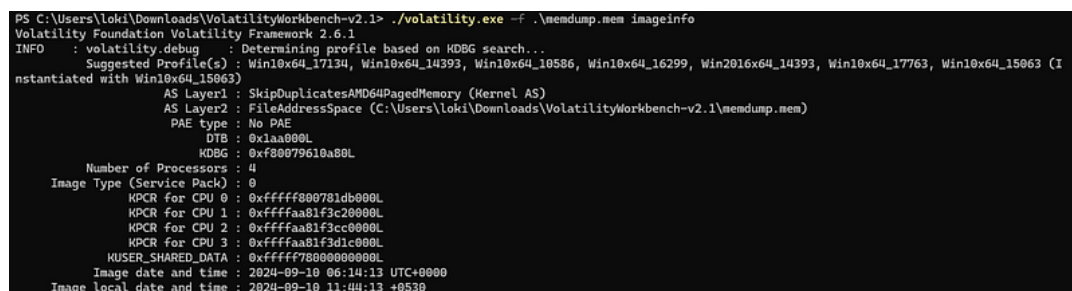 PS C:\Users\loki\Downloads\VolatilityWorkbench-v2.1> ./volatility.exe -f .\memdump.mem imageinfo
Volatility Foundation Volatility Framework 2.6.1
INFO    : volatility.debug    : Determining profile based on KDBG search...
Suggested Profile(s) : Win10x64_17134, Win10x64_14393, Win10x64_10586, Win10x64_16299, Win2016x64_14393, Win10x64_17763, Win10x64_15063 (I
nstantiated with Win10x64_15063)
AS Layer1 : SkipDuplicatesAMD64PagedMemory (Kernel AS)
AS Layer2 : FileAddressSpace (C:\Users\loki\Downloads\VolatilityWorkbench-v2.1\memdump.mem)
PAE type : No PAE
DTB : 0x1aa000L
KDBG : 0xf80079610a80L
Number of Processors : 4
Image Type (Service Pack) : 0
KPCR for CPU 0 : 0xfffff800781db000L
KPCR for CPU 1 : 0xffffaa81f3c20000L
KPCR for CPU 2 : 0xffffaa81f3cc0000L
KPCR for CPU 3 : 0xffffaa81f3d1c000L
KUSER_SHARED_DATA : 0xfffff78000000000L
Image date and time : 2024-09-10 06:14:13 UTC+0000
Image local date and time : 2024-09-10 11:44:13 +0530